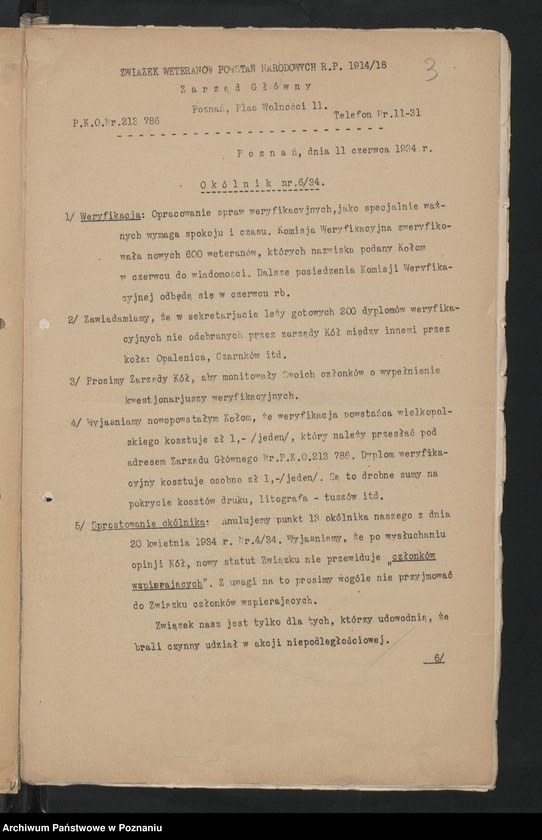 3
ZWIĄZEK WETERANÓW POWSTAŃ NARODOWYCH R.P. 1914/18
Zarząd Główny
Poznań, Plac Wolności 11.
P.K.O.Nr.213 786
Telefon Nr.11-31
Poznań, dnia 11 czerwca 1934 r.
Okólnik nr.6/34.
1/ Weryfikacja: Opracowanie spraw weryfikacyjnych,jako specjalnie waż-
nych wymaga spokoju i czasu. Komisja Weryfikacyjna zweryfiko-
wała nowych 600 weteranów, których nazwiska podany Kołom
w czerwcu do wiadomości. Dalsze posiedzenia Komisji Weryfika-
cyjnej odbędą się w czerwcu rb.
2/ Zawiadamiamy, że w sekretarjacie leży gotowych 200 dyplomów weryfika-
cyjnych nie odebranych przez zarządy Kół między innemi przez
koła: Opalenica, Czarnków itd.
3/ Prosimy Zarządy Kół, aby monitowały Swoich członków o wypełnienie
kwestjonarjuszy weryfikacyjnych.
4/ Wyjasniamy nowopowstałym Kołom, że weryfikacja powstańca wielkopol-
skiego kosztuje zł 1,- /jeden/, który należy przesłać pod
adresem Zarządu Głównego Nr.P.K.O.213 786. Dyplom weryfika-
cyjny kosztuje osobno zł 1,-/jeden/. Są to drobne sumy na
pokrycie kosztów druku, litografa - tuszów itd.
5/ Sprostowanie okólnika: Anulujemy punkt 13 okólnika naszego z dnia
20 kwietnia 1934 r. Nr.4/34. Wyjasniamy, że po wysłuchaniu
opinji Kół, nowy statut Związku nie przewiduje „członków
wspierających". Z uwagi na to prosimy wogóle nie przyjmować
do Związku członków wspierających.
Związek nasz jest tylko dla tych, którzy udowodnią, że
brali czynny udział w akcji niepodległościowej.
6/
Archiwum Państwowe w Poznaniu